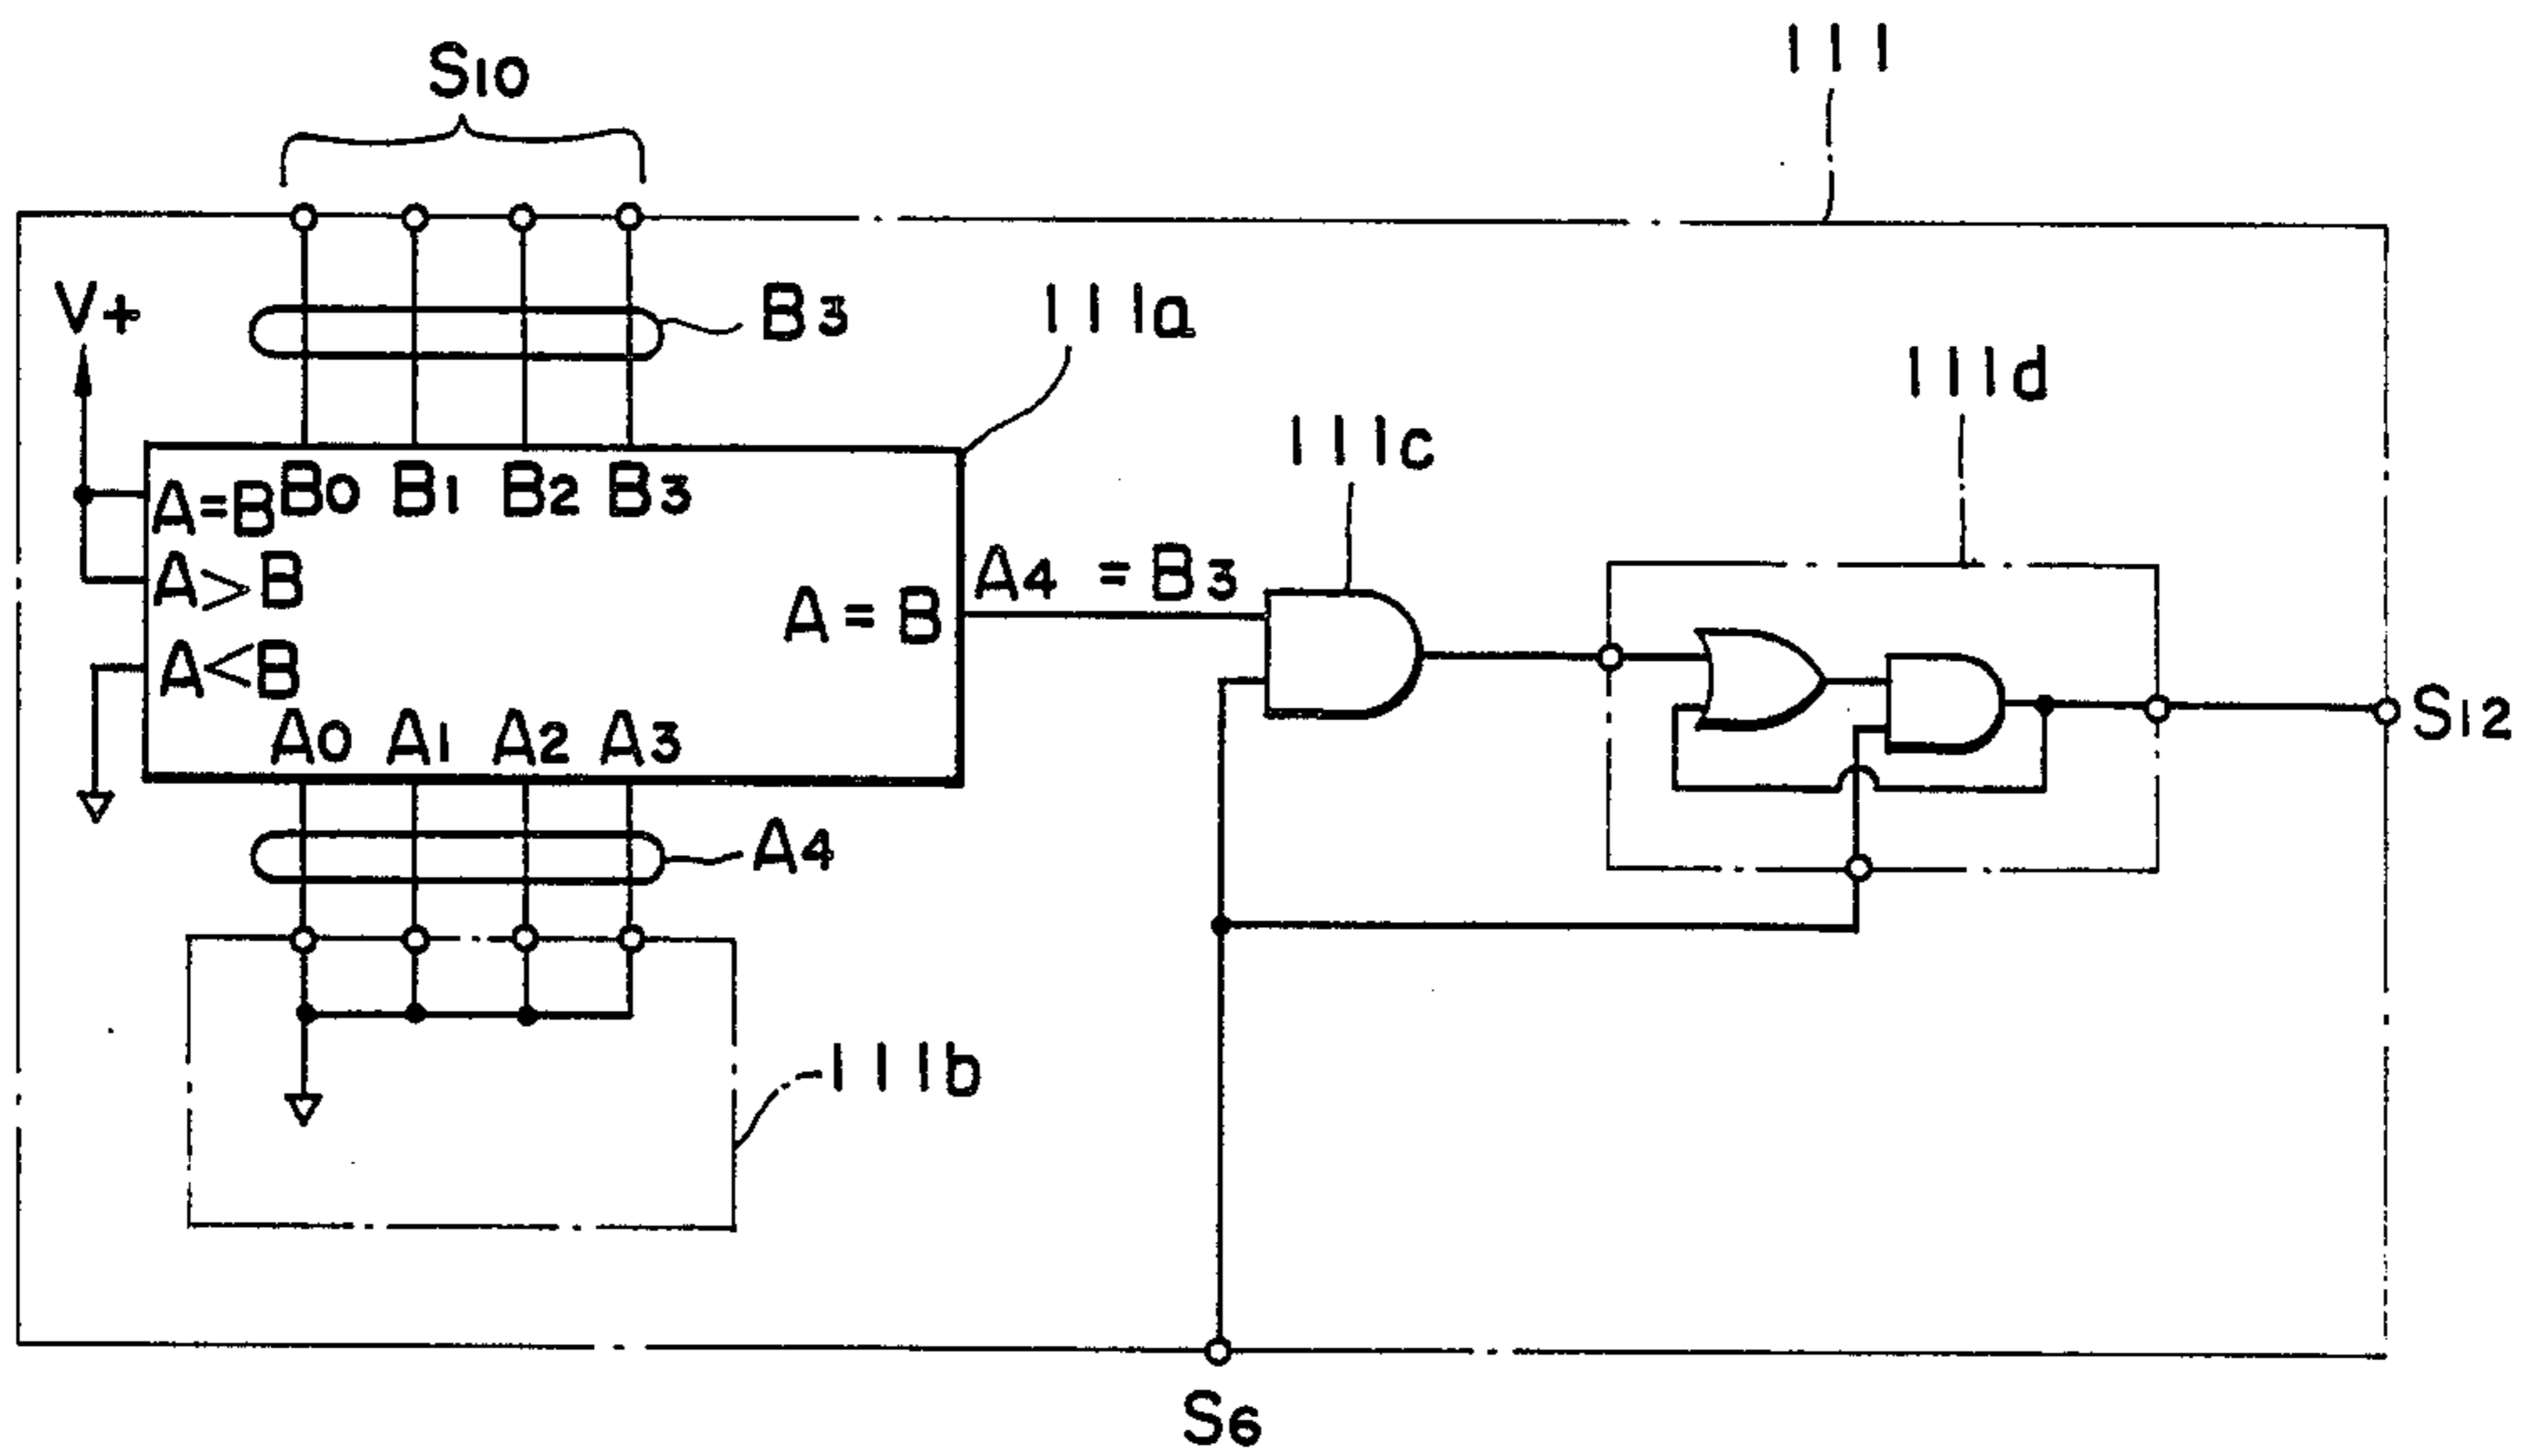 111
S10
V+
B3
111a
111d
111c
A=B B0 B1 B2 B3
A>B
A=B
A4 = B3
A<B
S12
A0 A1 A2 A3
A4
111b
S6